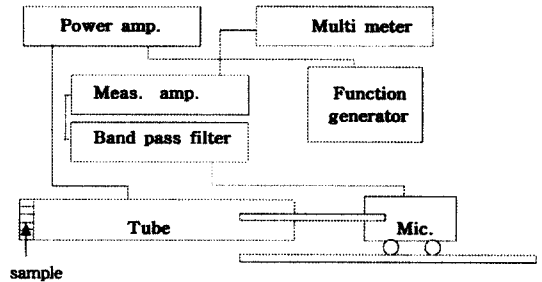 Power amp.
Multi meter
Meas. amp.
Function
generator
Band pass filter
Tube
Mic.
sample